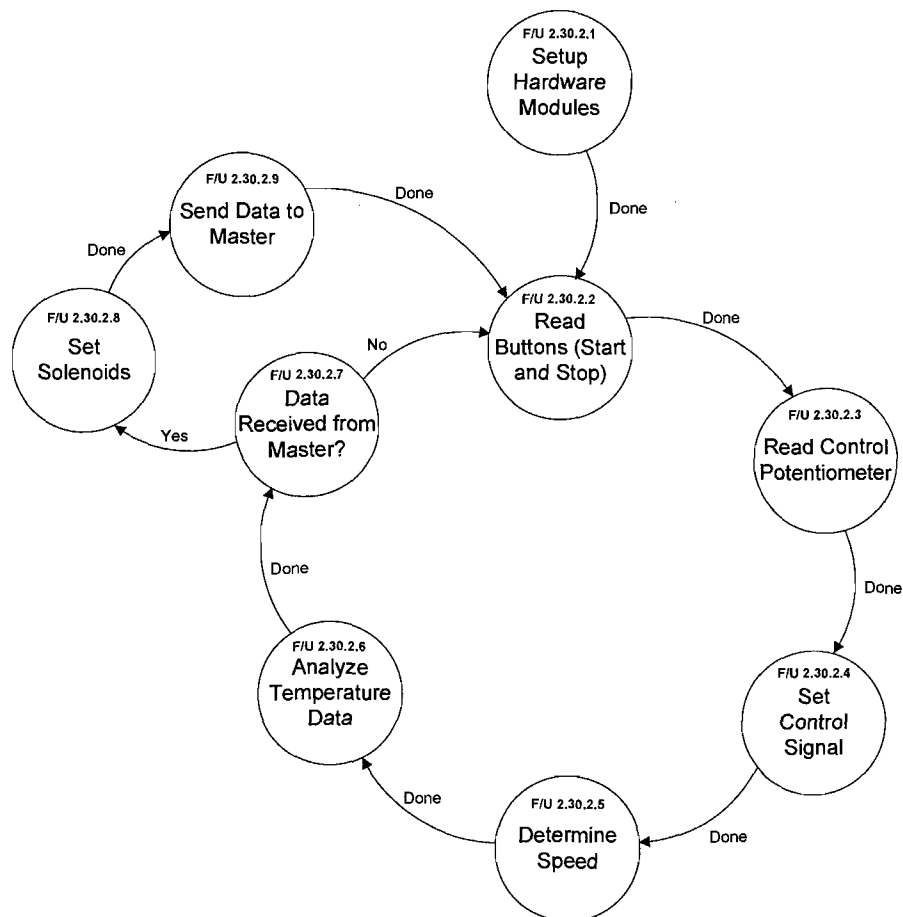 F/U 2.30.2.1
Setup
Hardware
Modules
Done
F/U 2.30.2.9
Send Data to
Master
Done
Done
F/U 2.30.2.8
Set
Solenoids
F/U 2.30.2.2
Read
Buttons (Start
and Stop)
Done
No
F/U 2.30.2.7
Data
Received from
Master?
Yes
F/U 2.30.2.3
Read Control
Potentiometer
Done
Done
F/U 2.30.2.6
Analyze
Temperature
Data
F/U 2.30.2.4
Set
Control
Signal
Done
F/U 2.30.2.5
Determine
Speed
Done